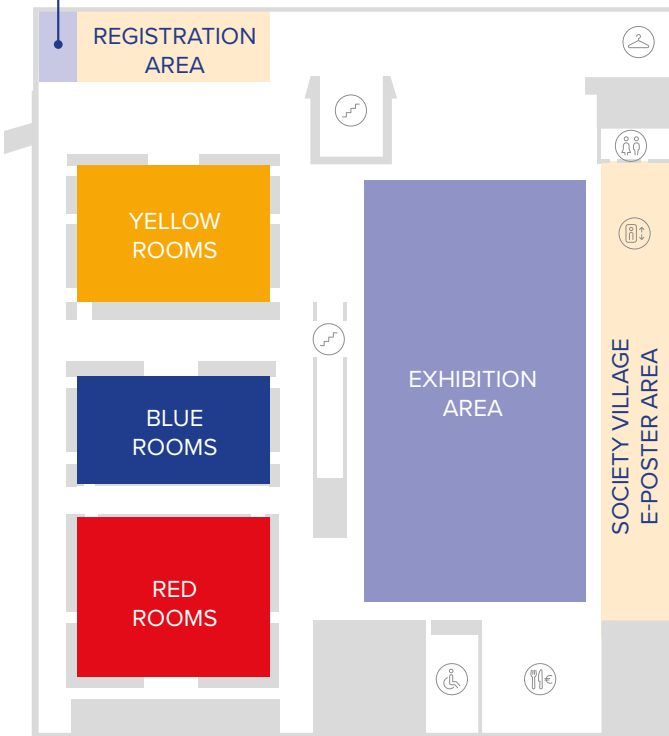 REGISTRATION
AREA
YELLOW
ROOMS
BLUE
ROOMS
RED
ROOMS
EXHIBITION
AREA
SOCIETY VILLAGE
E-POSTER AREA
€